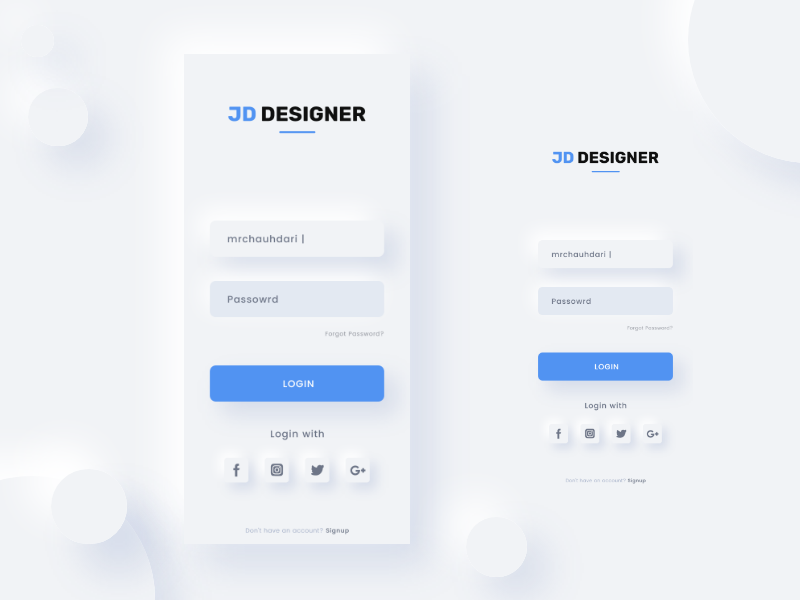 JD DESIGNER
mrchauhdari |
Passowrd
Forgot Password?
LOGIN
Login with
f
G+
Don't have an account? Signup
JD DESIGNER
mrchauhdari |
Passowrd
Forgot Password?
LOGIN
Login with
f
G+
Don't have an account? Signup